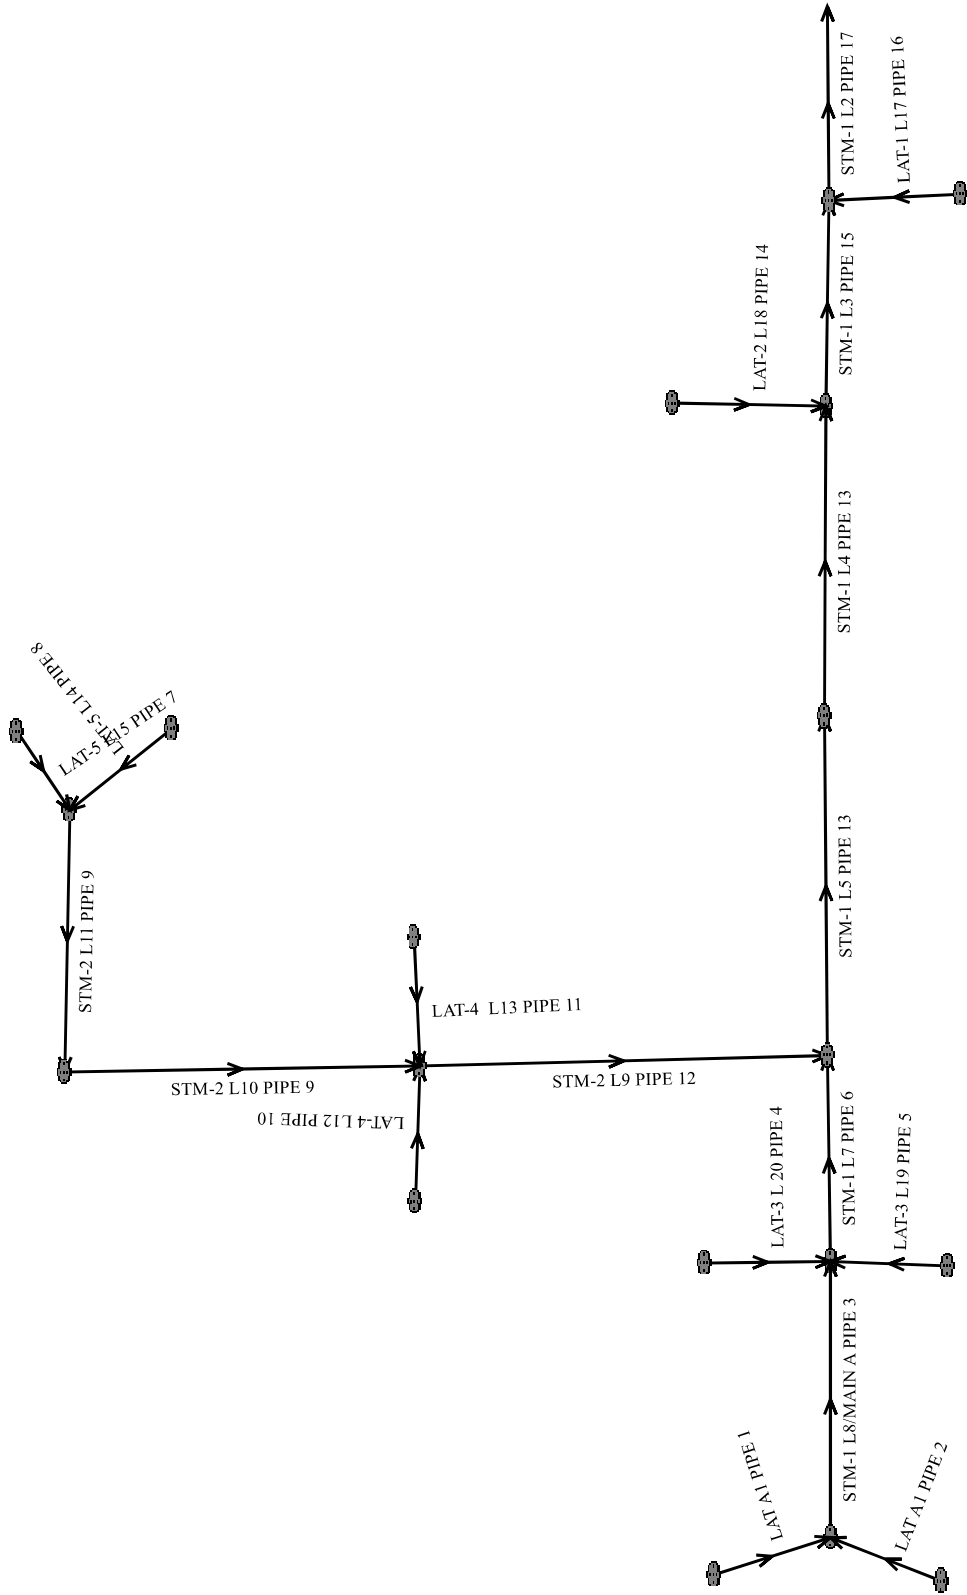 STM-1 L2 PIPE 17
LAT-1 L17 PIPE 16
LAT-2 L18 PIPE 14
STM-1 L3 PIPE 15
STM-1 L4 PIPE 13
LAT-5 L14 PIPE 8
LAT-5 L15 PIPE 7
STM-1 L5 PIPE 13
STM-2 L11 PIPE 9
LAT-4  L13 PIPE 11
STM-2 L10 PIPE 9
STM-2 L9 PIPE 12
LAT-4 L12 PIPE 10
LAT-3 L 20 PIPE 4
STM-1 L7 PIPE 6
LAT-3 L19 PIPE 5
STM-1 L8/MAIN A PIPE 3
LAT A1 PIPE 1
LAT A1 PIPE 2